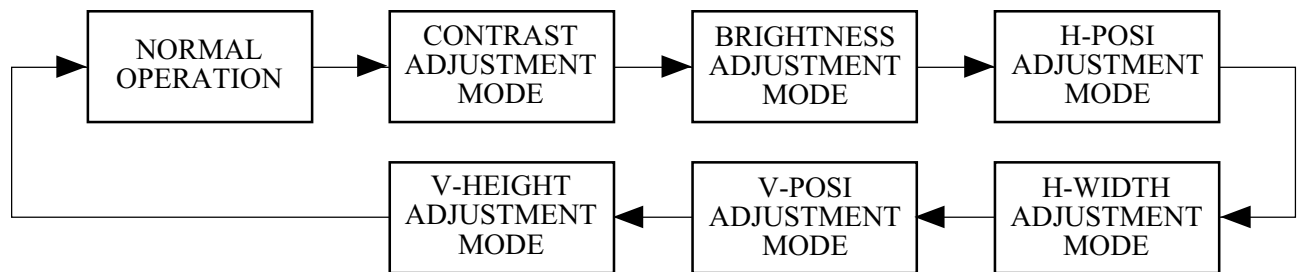 NORMAL
OPERATION
CONTRAST
ADJUSTMENT
MODE
BRIGHTNESS
ADJUSTMENT
MODE
H-POSI
ADJUSTMENT
MODE
V-HEIGHT
ADJUSTMENT
MODE
V-POSI
ADJUSTMENT
MODE
H-WIDTH
ADJUSTMENT
MODE